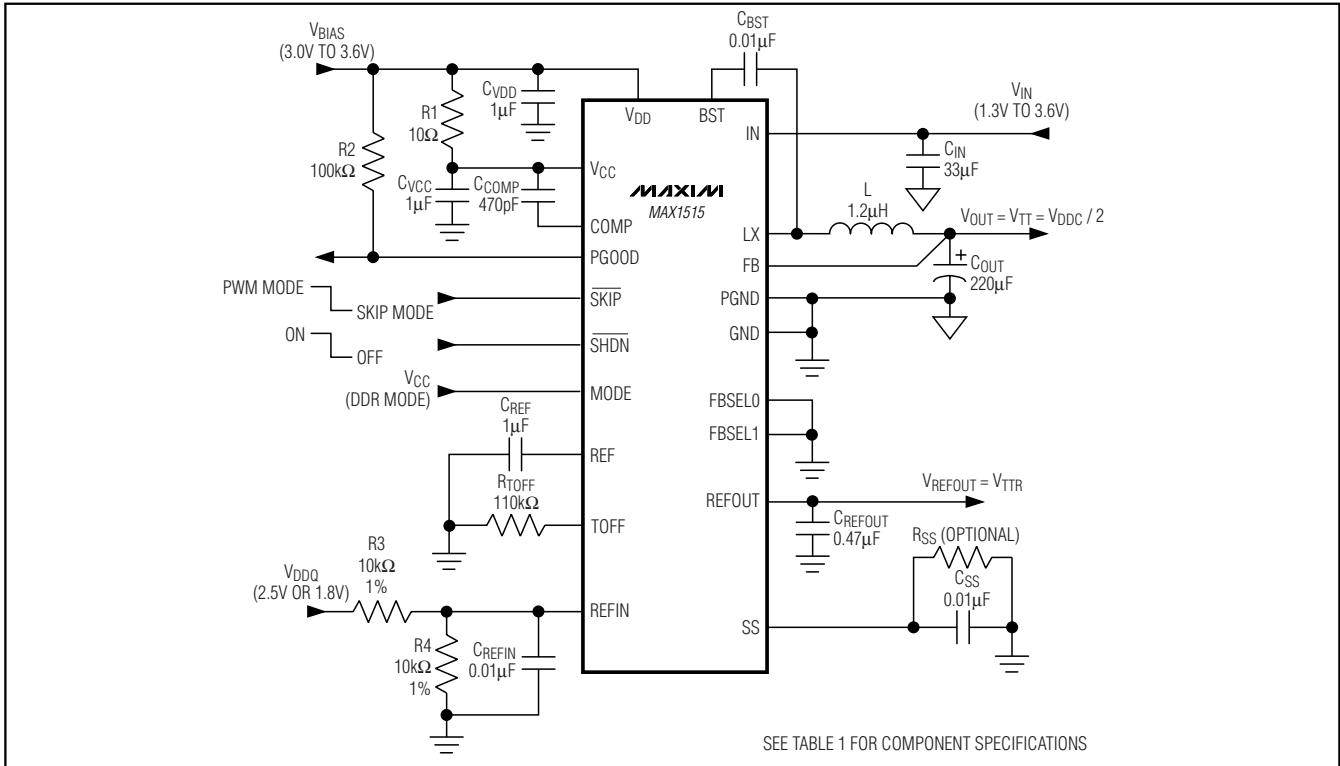 CBST
0.01µF
VBIAS
(3.0V TO 3.6V)
CVDD
1µF
R1
10Ω
R2
100kΩ
VDD
BST
IN
VIN
(1.3V TO 3.6V)
CIN
33µF
VCC
CVCC
1µF
CCOMP
470pF
MAXIM
MAX1515
COMP
PGOOD
L
1.2µH
LX
VOUT = VTT = VDDC / 2
FB
+
COUT
220µF
PGND
GND
PWM MODE
SKIP MODE
SKIP
ON
OFF
SHDN
VCC
(DDR MODE)
MODE
FBSEL0
FBSEL1
CREF
1µF
REF
RTOFF
110kΩ
TOFF
REFOUT
VREFOUT = VTTR
CREFOUT
0.47µF
RSS (OPTIONAL)
CSS
0.01µF
SS
VDDQ
(2.5V OR 1.8V)
R3
10kΩ
1%
REFIN
R4
10kΩ
1%
CREFIN
0.01µF
SEE TABLE 1 FOR COMPONENT SPECIFICATIONS